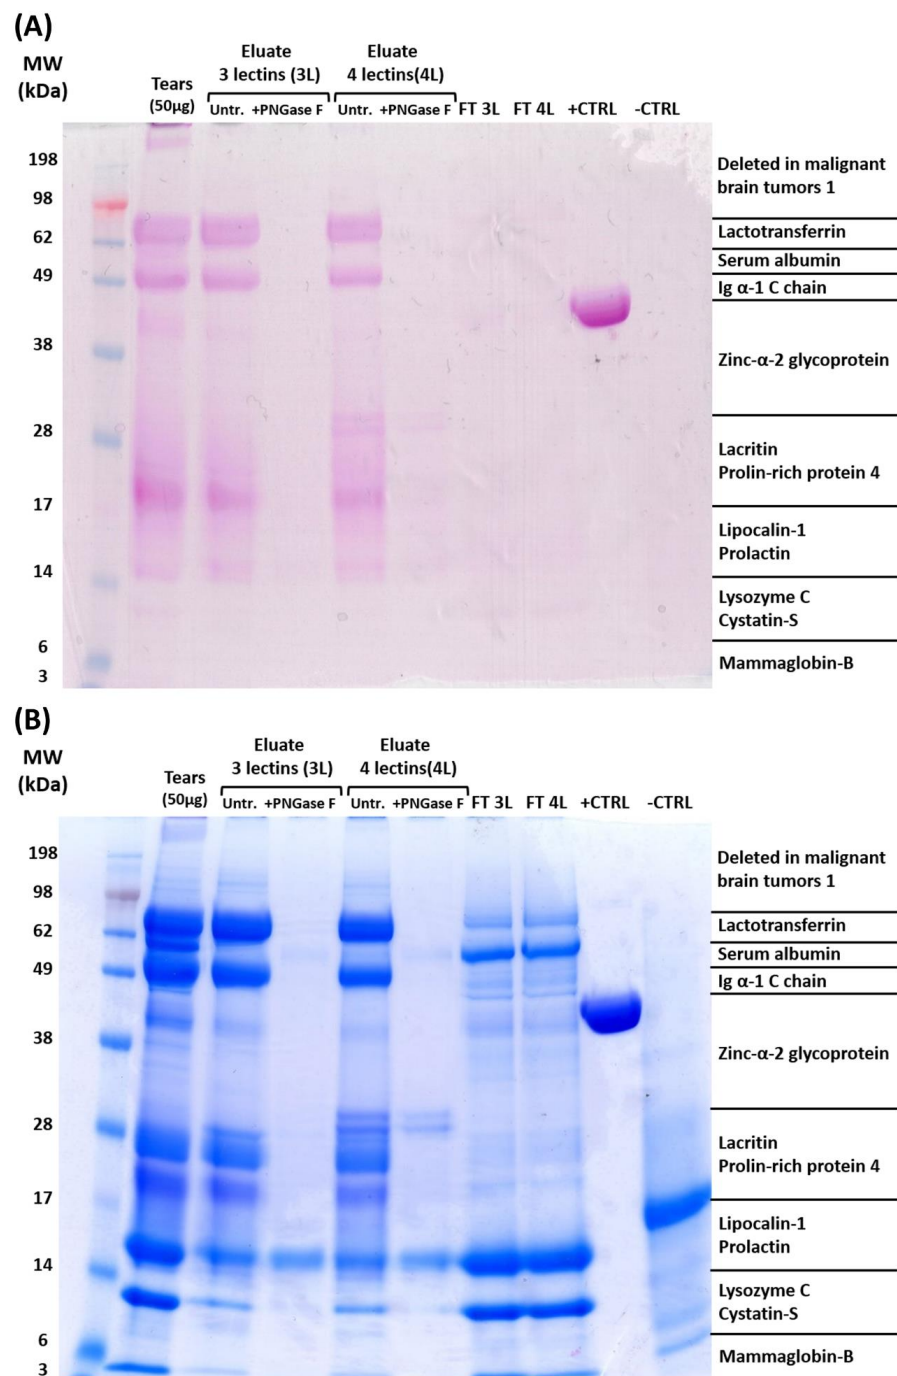 (A)
MW
(kDa)
Tears
(50µg)
Eluate
3 lectins (3L)
Untr. +PNGase F
Eluate
4 lectins(4L)
Untr. +PNGase F
FT 3L FT 4L +CTRL -CTRL
198
98
62
49
38
28
17
14
6
3
Deleted in malignant
brain tumors 1
Lactotransferrin
Serum albumin
Ig α-1 C chain
Zinc-α-2 glycoprotein
Lacritin
Prolin-rich protein 4
Lipocalin-1
Prolactin
Lysozyme C
Cystatin-S
Mammaglobin-B
(B)
MW
(kDa)
Tears
(50µg)
Eluate
3 lectins (3L)
Untr. +PNGase F
Eluate
4 lectins(4L)
Untr. +PNGase F
FT 3L FT 4L +CTRL -CTRL
198
98
62
49
38
28
17
14
6
3
Deleted in malignant
brain tumors 1
Lactotransferrin
Serum albumin
Ig α-1 C chain
Zinc-α-2 glycoprotein
Lacritin
Prolin-rich protein 4
Lipocalin-1
Prolactin
Lysozyme C
Cystatin-S
Mammaglobin-B